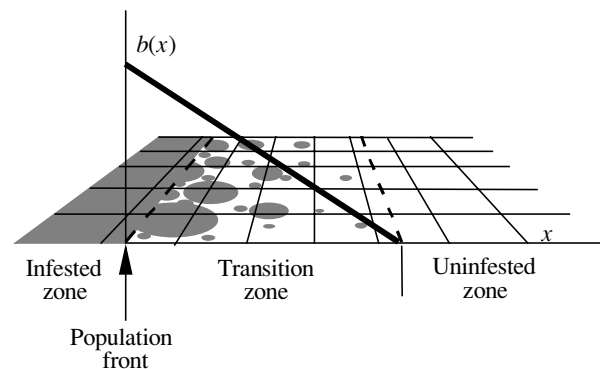 b(x)
x
Infested
zone
Transition
zone
Uninfested
zone
Population
front